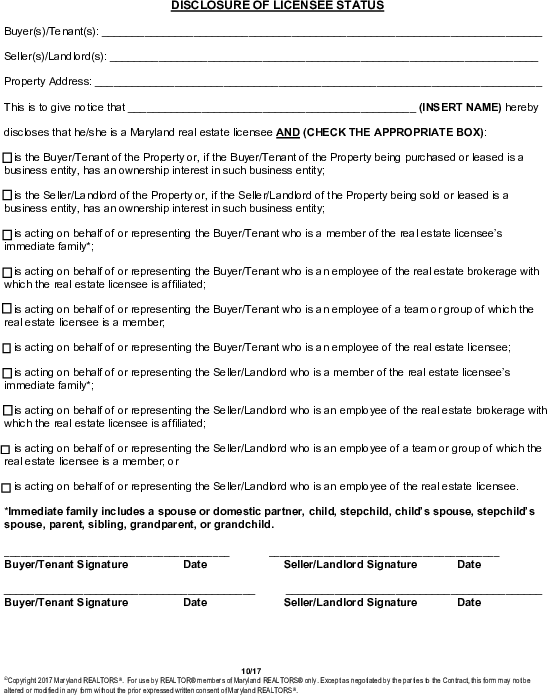 DISCLOSURE OF LICENSEE STATUS
Buyer(s)/Tenant(s): ______________________________
Seller(s)/Landlord(s): ______________________________
Property Address: ______________________________
This is to give notice that ______________________________ (INSERT NAME) hereby
discloses that he/she is a Maryland real estate licensee AND (CHECK THE APPROPRIATE BOX):
☐ is the Buyer/Tenant of the Property or, if the Buyer/Tenant of the Property being purchased or leased is a
business entity, has an ownership interest in such business entity;
☐ is the Seller/Landlord of the Property or, if the Seller/Landlord of the Property being sold or leased is a
business entity, has an ownership interest in such business entity;
☐ is acting on behalf of or representing the Buyer/Tenant who is a member of the real estate licensee's
immediate family*;
☐ is acting on behalf of or representing the Buyer/Tenant who is an employee of the real estate brokerage with
which the real estate licensee is affiliated;
☐ is acting on behalf of or representing the Buyer/Tenant who is an employee of a team or group of which the
real estate licensee is a member;
☐ is acting on behalf of or representing the Buyer/Tenant who is an employee of the real estate licensee;
☐ is acting on behalf of or representing the Seller/Landlord who is a member of the real estate licensee's
immediate family*;
☐ is acting on behalf of or representing the Seller/Landlord who is an employee of the real estate brokerage with
which the real estate licensee is affiliated;
☐ is acting on behalf of or representing the Seller/Landlord who is an employee of a team or group of which the
real estate licensee is a member; or
☐ is acting on behalf of or representing the Seller/Landlord who is an employee of the real estate licensee.
*Immediate family includes a spouse or domestic partner, child, stepchild, child's spouse, stepchild's
spouse, parent, sibling, grandparent, or grandchild.
______________________________ ______________________________
Buyer/Tenant Signature Date Seller/Landlord Signature Date
______________________________ ______________________________
Buyer/Tenant Signature Date Seller/Landlord Signature Date
10/17
©Copyright 2017 Maryland REALTORS®. For use by REALTOR® members of Maryland REALTORS® only. Except as negotiated by the parties to the Contract, this form may not be
altered or modified in any form without the prior expressed written consent of Maryland REALTORS®.